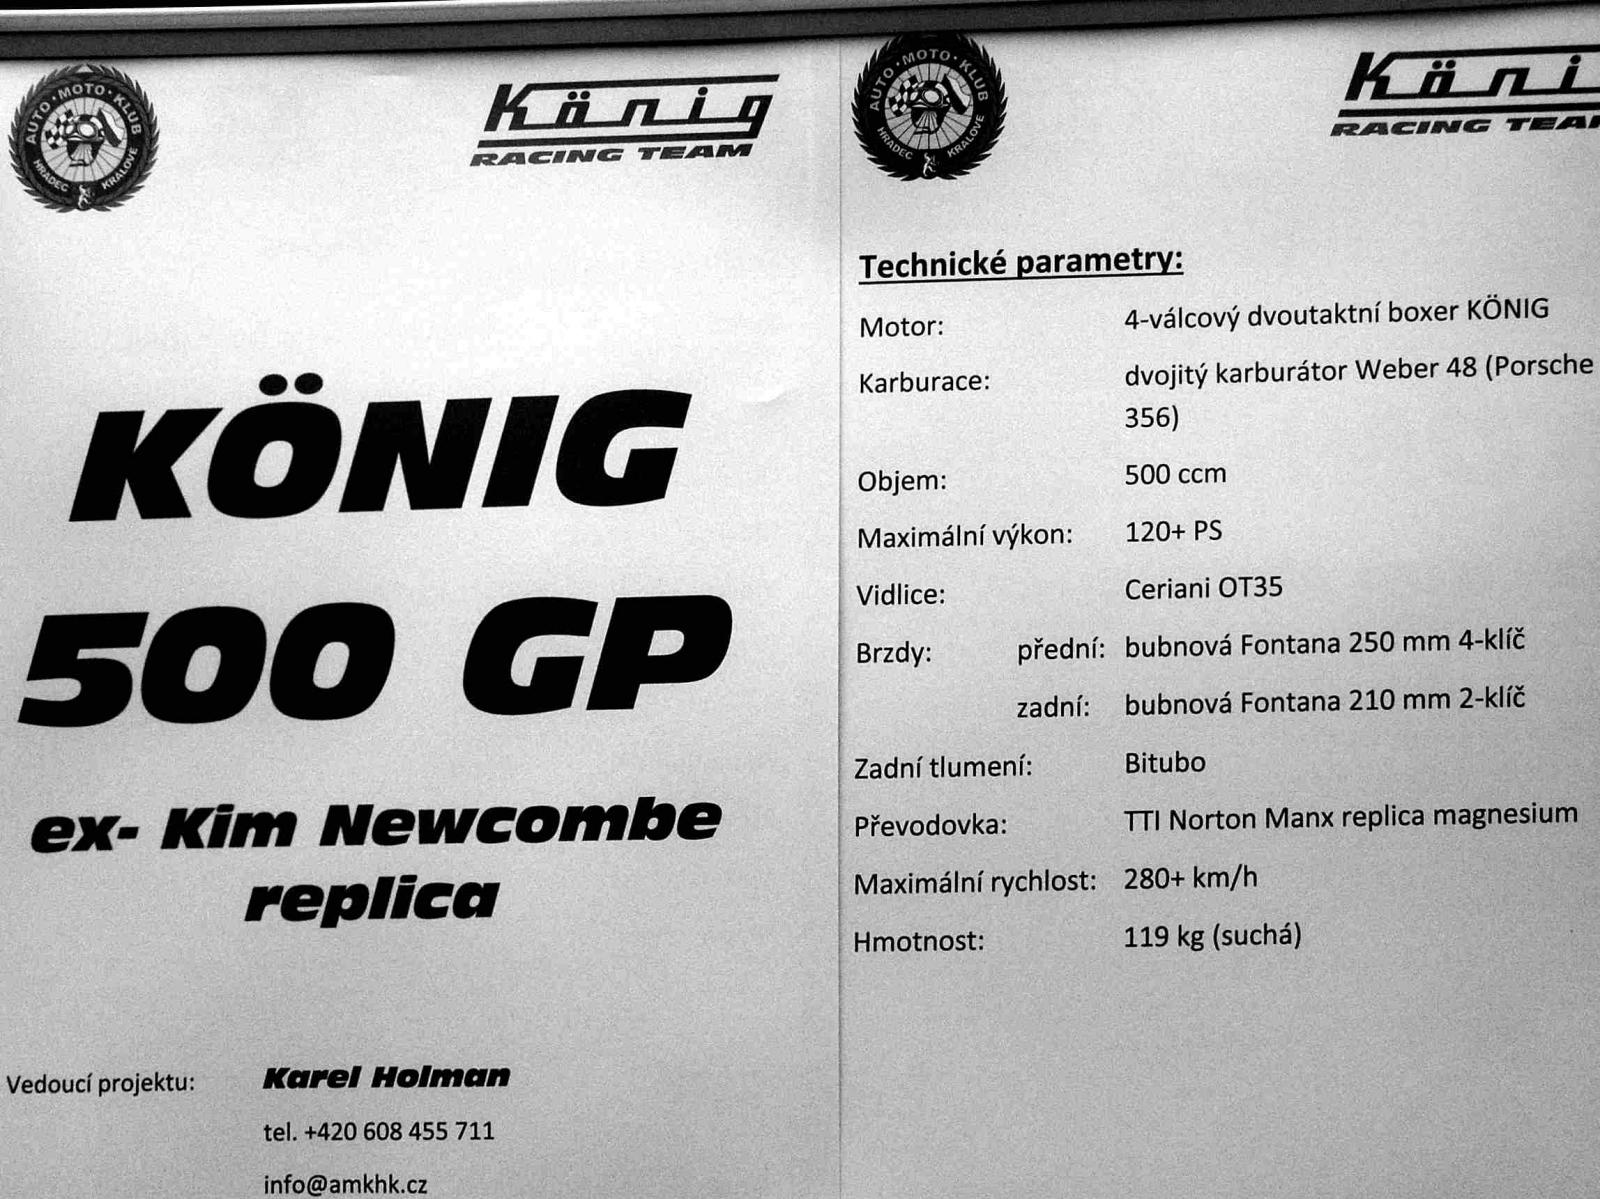 AUTO·MOTO·KLUB
HRADEC KRALOVE
König
RACING TEAM
KÖNIG
500 GP
ex- Kim Newcombe
replica
Vedoucí projektu: Karel Holman
tel. +420 608 455 711
info@amkhk.cz
AUTO·MOTO·KLUB
HRADEC KRALOVE
Köni
RACING TEA
Technické parametry:
Motor: 4-válcový dvoutaktní boxer KÖNIG
Karburace: dvojitý karburátor Weber 48 (Porsche
356)
Objem: 500 ccm
Maximální výkon: 120+ PS
Vidlice: Ceriani OT35
Brzdy: přední: bubnová Fontana 250 mm 4-klíč
zadní: bubnová Fontana 210 mm 2-klíč
Zadní tlumení: Bitubo
Převodovka: TTI Norton Manx replica magnesium
Maximální rychlost: 280+ km/h
Hmotnost: 119 kg (suchá)